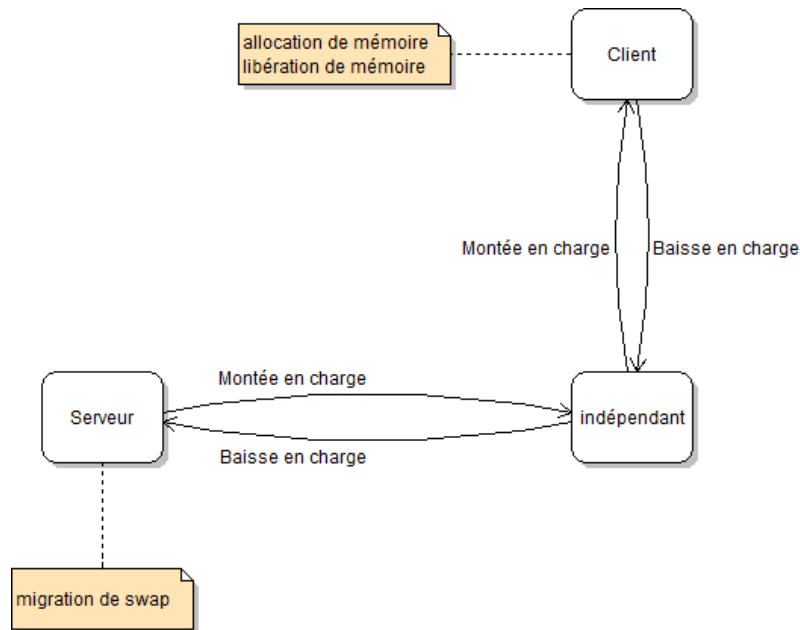 allocation de mémoire
libération de mémoire
Client
Montée en charge
Baisse en charge
Serveur
Montée en charge
Baisse en charge
indépendant
migration de swap